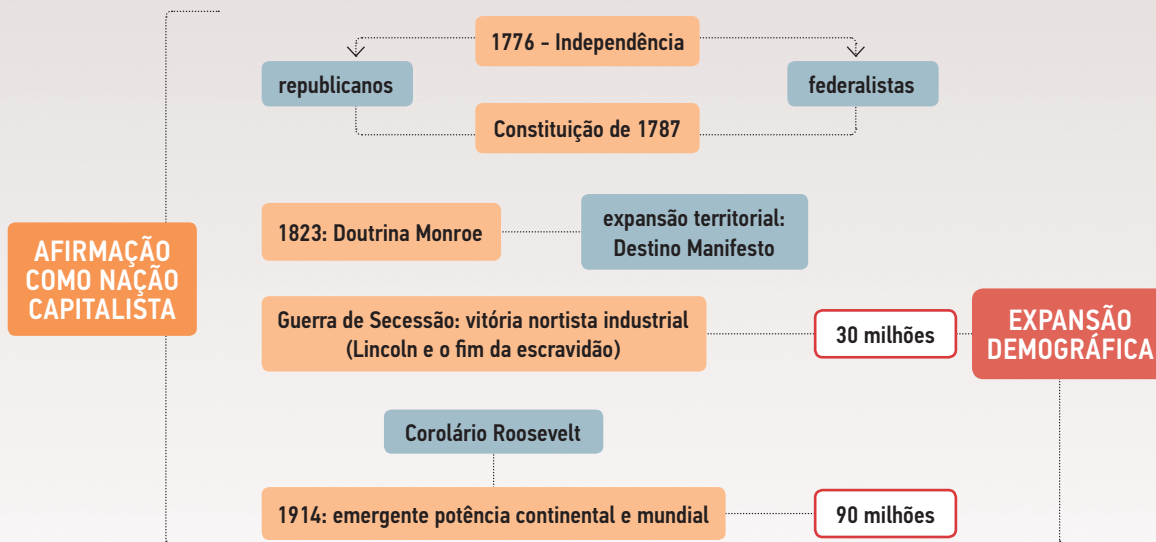 1776 - Independência
republicanos
federalistas
Constituição de 1787
AFIRMAÇÃO
COMO NAÇÃO
CAPITALISTA
1823: Doutrina Monroe
expansão territorial:
Destino Manifesto
Guerra de Secessão: vitória nortista industrial
(Lincoln e o fim da escravidão)
30 milhões
EXPANSÃO
DEMOGRÁFICA
Corolário Roosevelt
1914: emergente potência continental e mundial
90 milhões